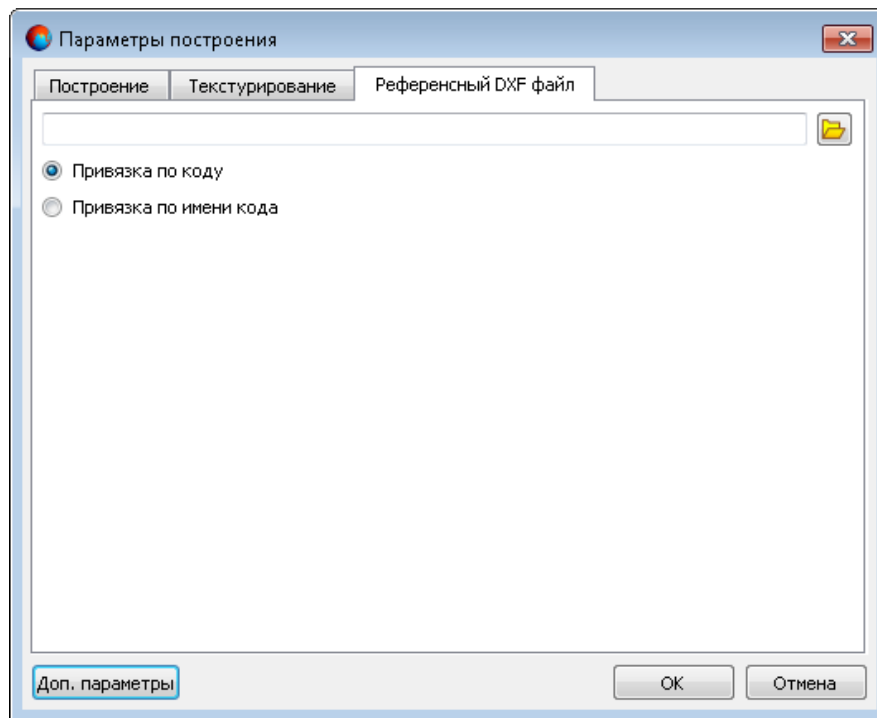 Параметры построения
Построение Текстурирование Референсный DXF файл
Привязка по коду
Привязка по имени кода
Доп. параметры OK Отмена